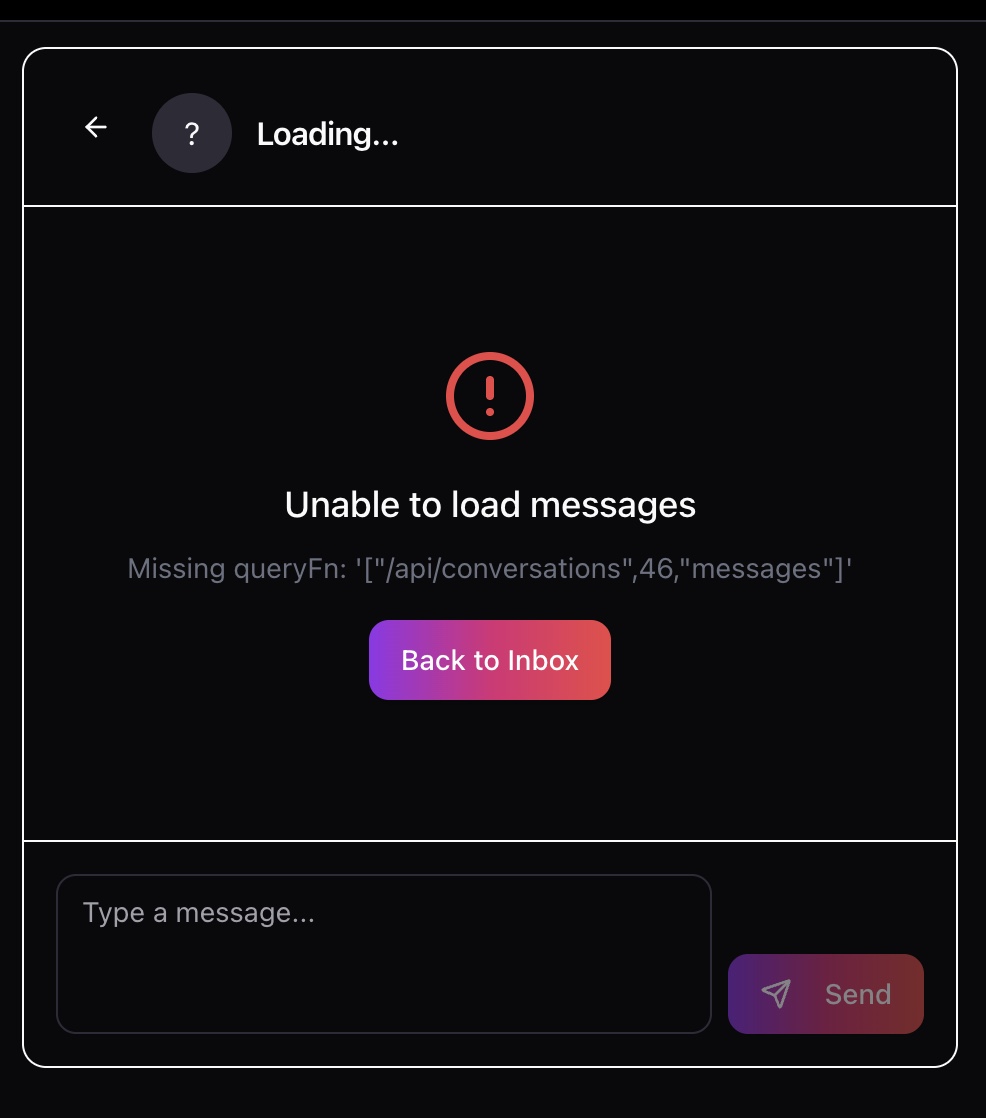 ?
Loading...
Unable to load messages
Missing queryFn: '["/api/conversations",46,"messages"]'
Back to Inbox
Type a message...
Send